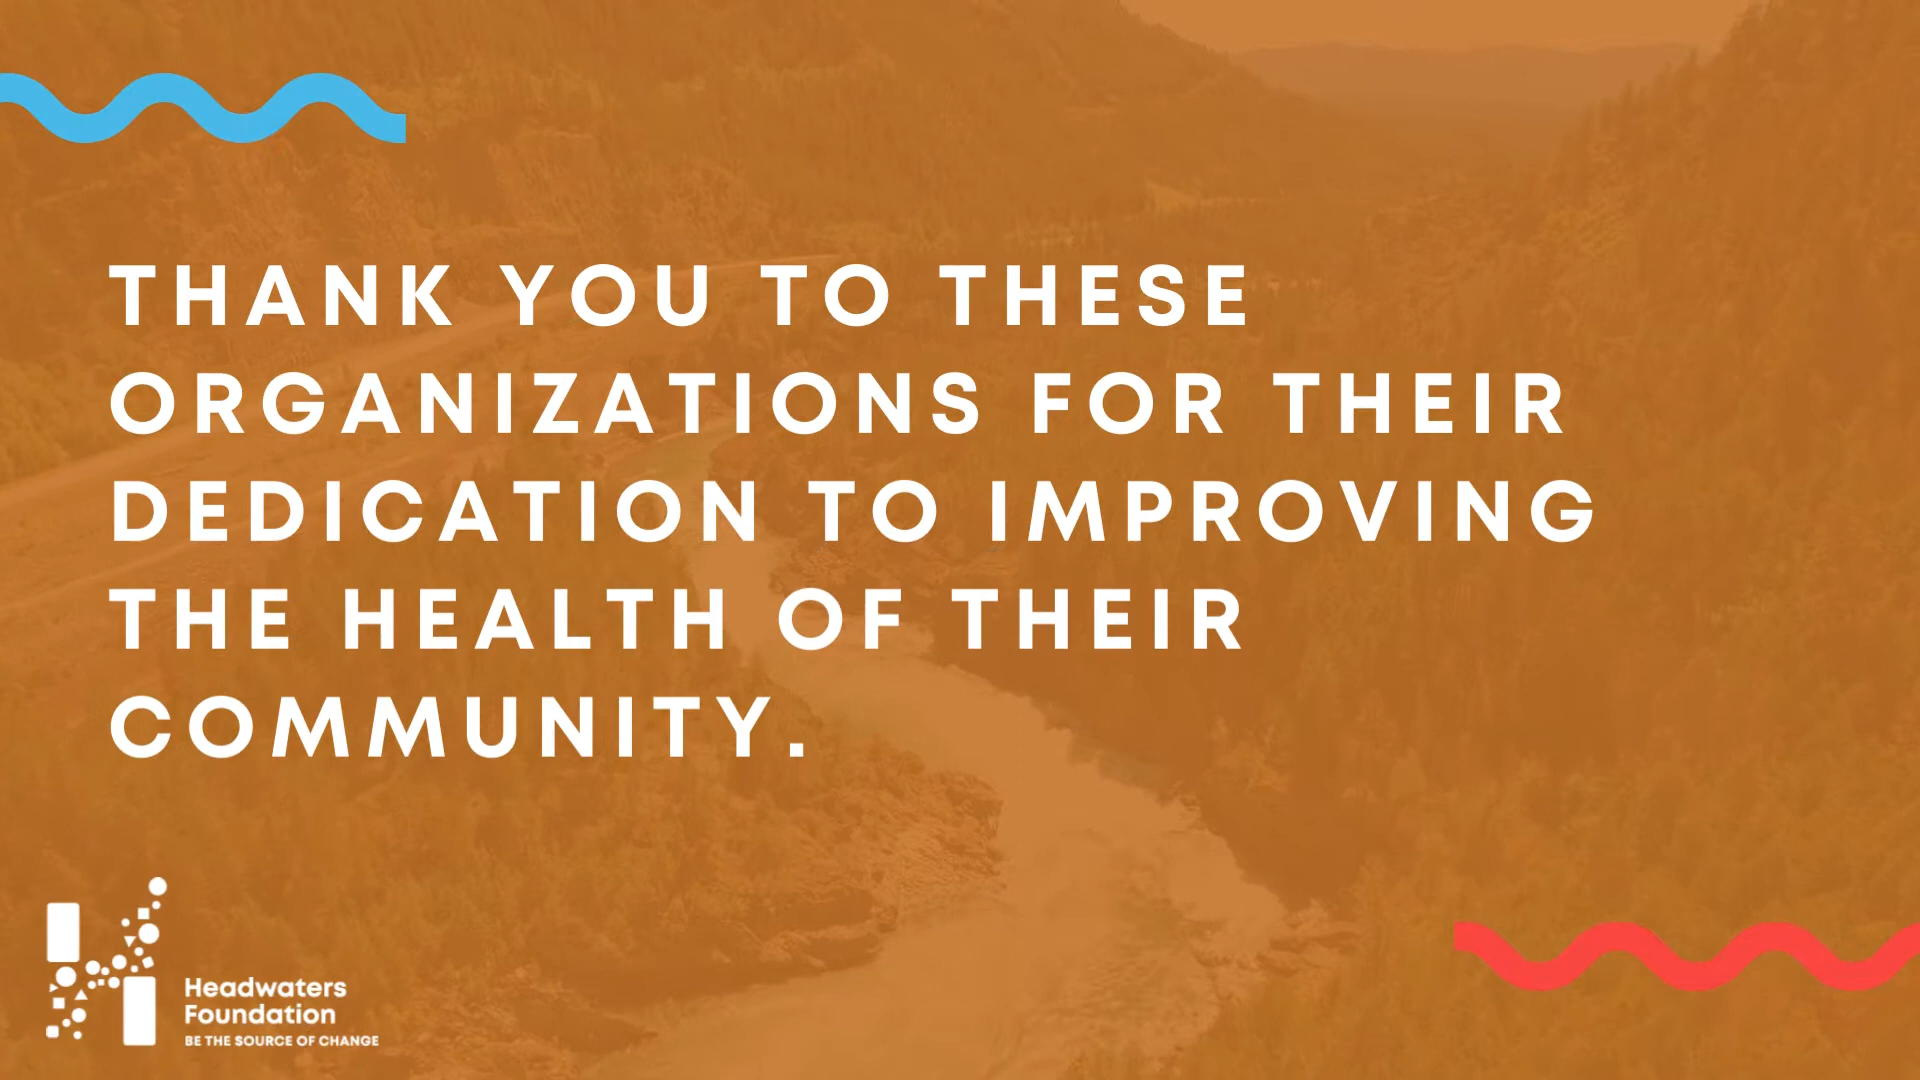 THANK YOU TO THESE
ORGANIZATIONS FOR THEIR
DEDICATION TO IMPROVING
THE HEALTH OF THEIR
COMMUNITY.
Headwaters
Foundation
BE THE SOURCE OF CHANGE